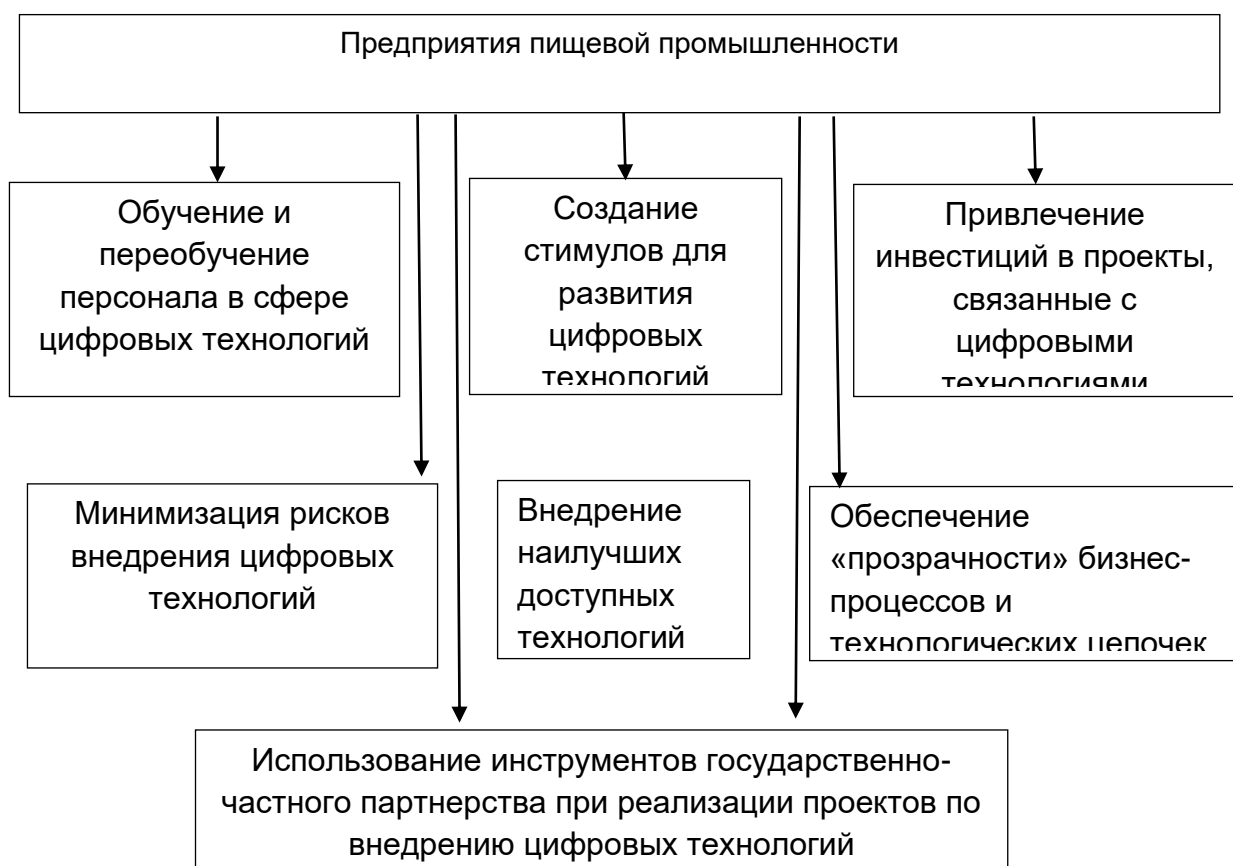 Предприятия пищевой промышленности
Обучение и
переобучение
персонала в сфере
цифровых технологий
Создание
стимулов для
развития
цифровых
технологий
Привлечение
инвестиций в проекты,
связанные с
цифровыми
технологиями
Минимизация рисков
внедрения цифровых
технологий
Внедрение
наилучших
доступных
технологий
Обеспечение
«прозрачности» бизнес-
процессов и
технологических цепочек
Использование инструментов государственно-
частного партнерства при реализации проектов по
внедрению цифровых технологий